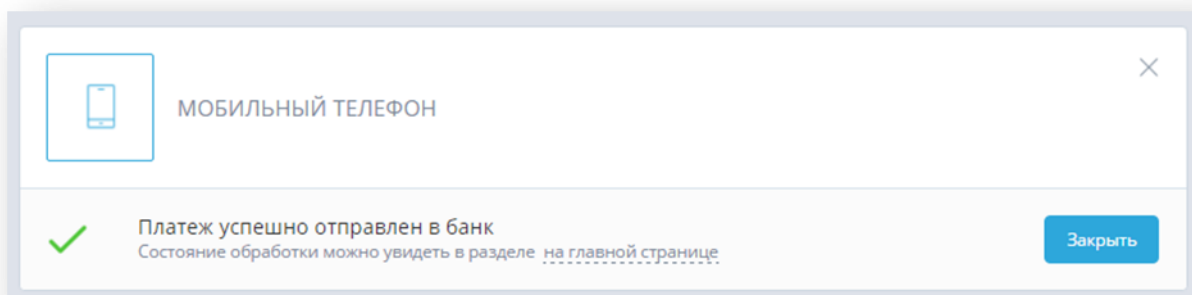 МОБИЛЬНЫЙ ТЕЛЕФОН
Платеж успешно отправлен в банк
Состояние обработки можно увидеть в разделе на главной странице
Закрыть